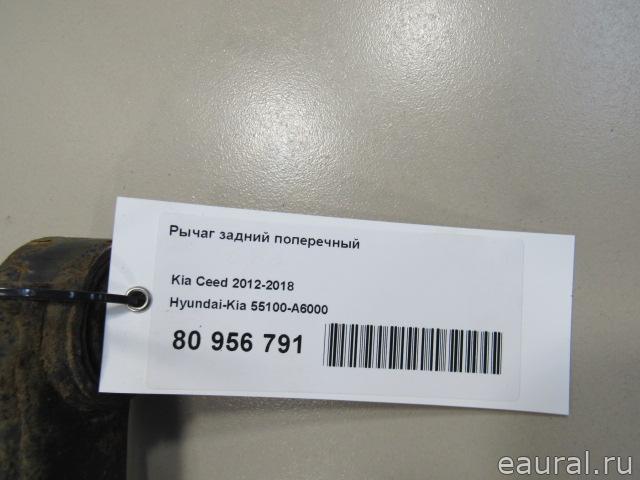 Рычаг задний поперечный
Kia Ceed 2012-2018
Hyundai-Kia 55100-A6000
80 956 791
eaural.ru